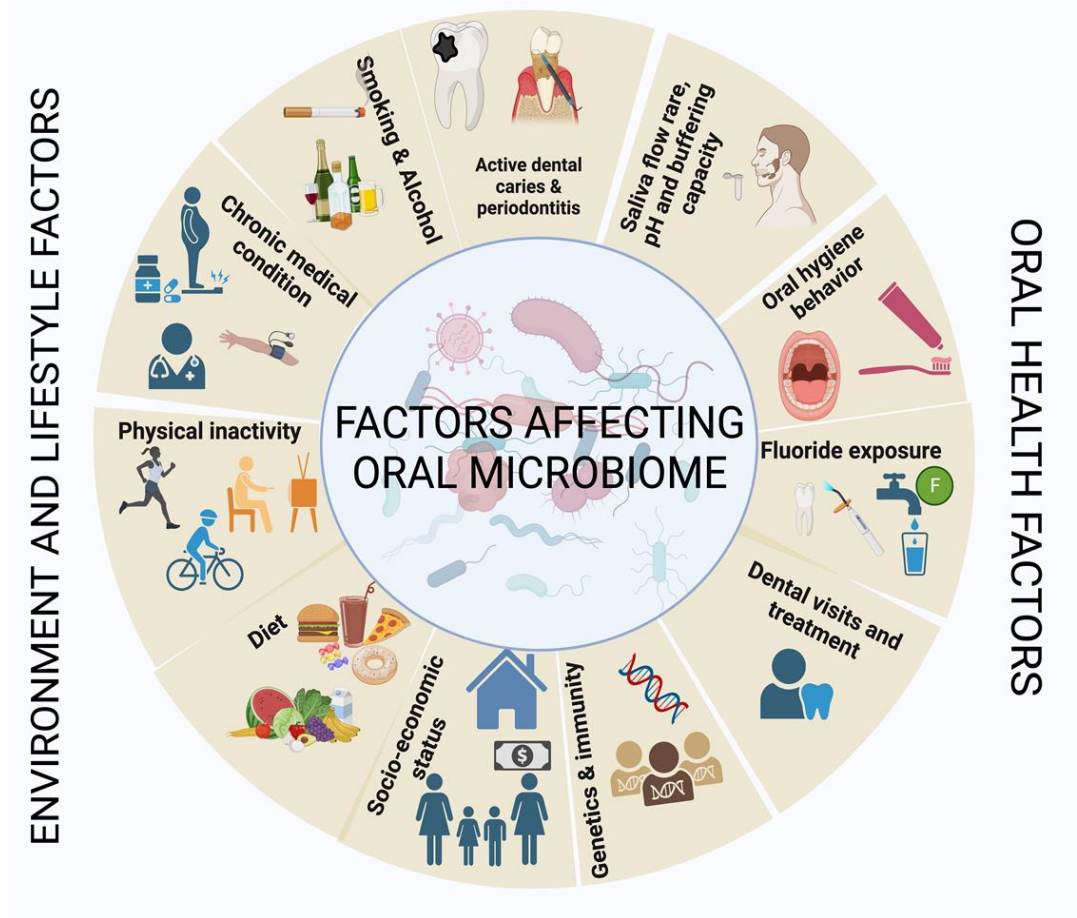 FACTORS AFFECTING
ORAL MICROBIOME
ENVIRONMENT AND LIFESTYLE FACTORS
ORAL HEALTH FACTORS
Active dental
caries &
periodontitis
Saliva flow rare,
pH and buffering
capacity
Oral hygiene
behavior
Fluoride exposure
F
Dental visits and
treatment
Genetics & immunity
Socio-economic
status
$
Diet
Physical inactivity
Chronic medical
condition
Smoking & Alcohol